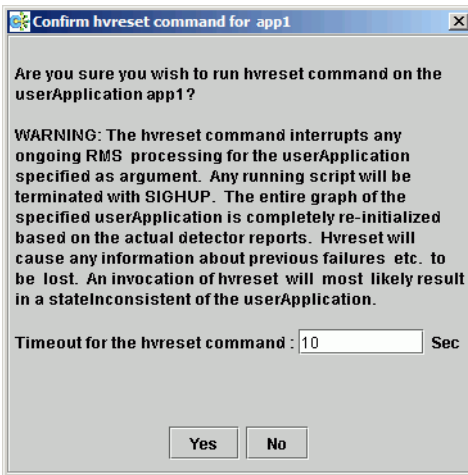 Confirm hvreset command for app1
Are you sure you wish to run hvreset command on the
userApplication app1?
WARNING: The hvreset command interrupts any
ongoing RMS processing for the userApplication
specified as argument. Any running script will be
terminated with SIGHUP. The entire graph of the
specified userApplication is completely re-initialized
based on the actual detector reports. Hvreset will
cause any information about previous failures etc. to
be lost. An invocation of hvreset will most likely result
in a stateInconsistent of the userApplication.
Timeout for the hvreset command : 10 Sec
Yes No